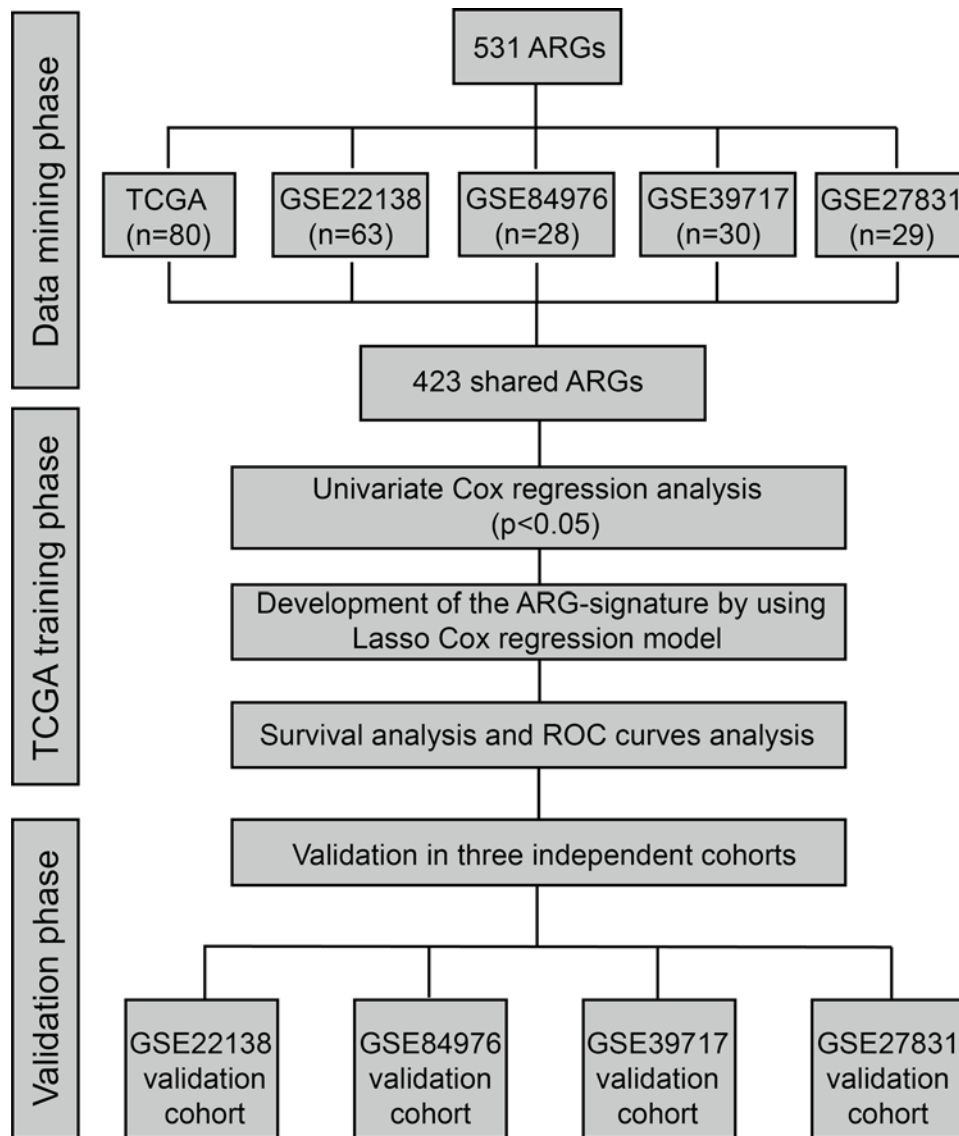 Data mining phase
531 ARGs
TCGA
(n=80)
GSE22138
(n=63)
GSE84976
(n=28)
GSE39717
(n=30)
GSE27831
(n=29)
423 shared ARGs
TCGA training phase
Univariate Cox regression analysis
(p<0.05)
Development of the ARG-signature by using
Lasso Cox regression model
Survival analysis and ROC curves analysis
Validation phase
Validation in three independent cohorts
GSE22138
validation
cohort
GSE84976
validation
cohort
GSE39717
validation
cohort
GSE27831
validation
cohort